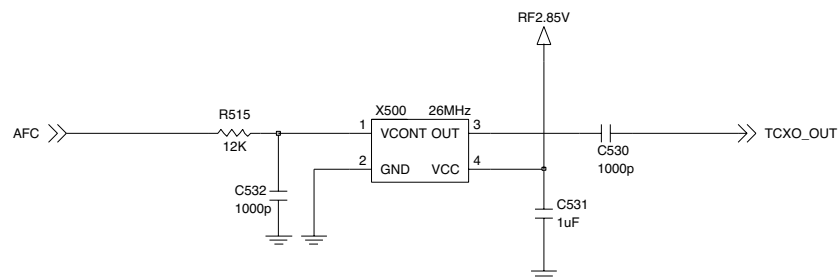 RF2.85V
R515
X500 26MHz
AFC
1 VCONT OUT 3
TCXO_OUT
12K
C530
1000p
2 GND VCC 4
C532
1000p
C531
1uF